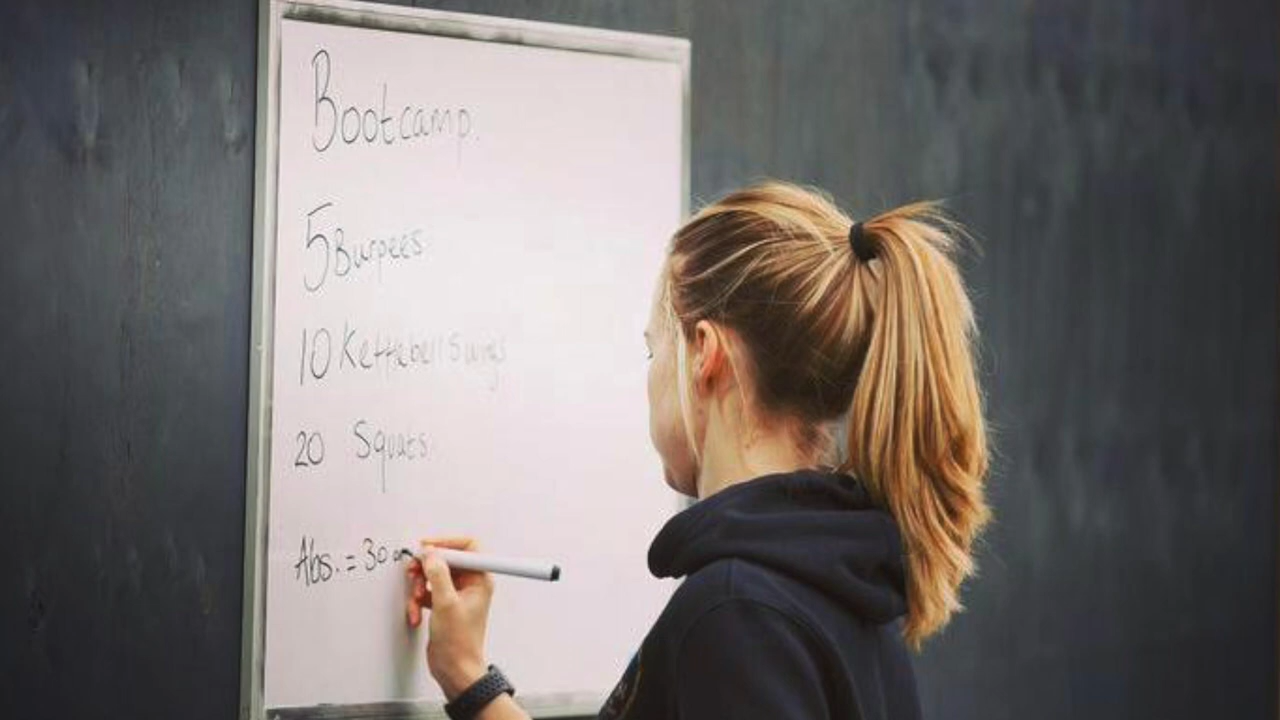 Bootcamp.
5 Burpees
10 Kettlebell Swings
20 Squats.
Abs. = 30